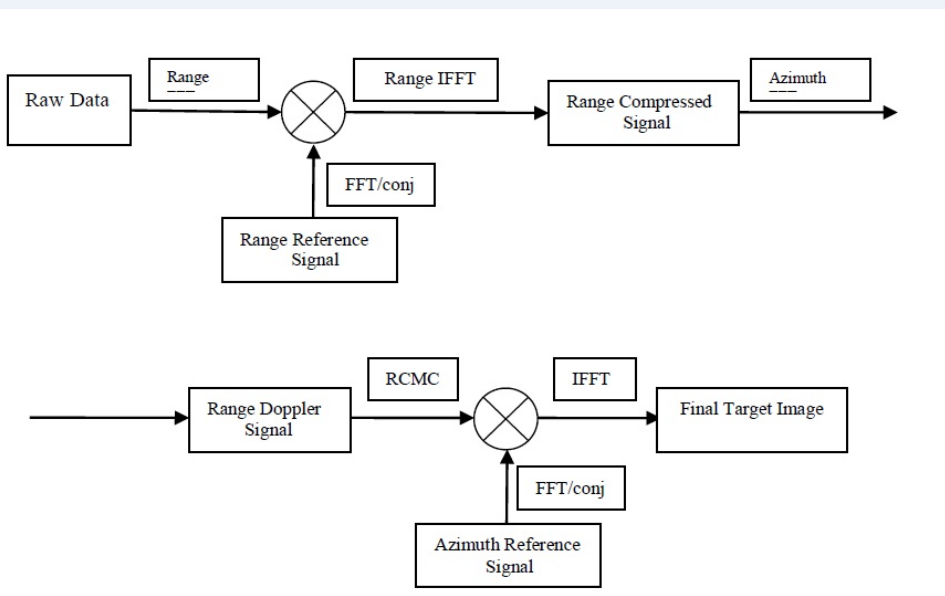 Raw Data
Range
Range IFFT
Range Compressed
Signal
Azimuth
FFT/conj
Range Reference
Signal
RCMC
IFFT
Range Doppler
Signal
Final Target Image
FFT/conj
Azimuth Reference
Signal